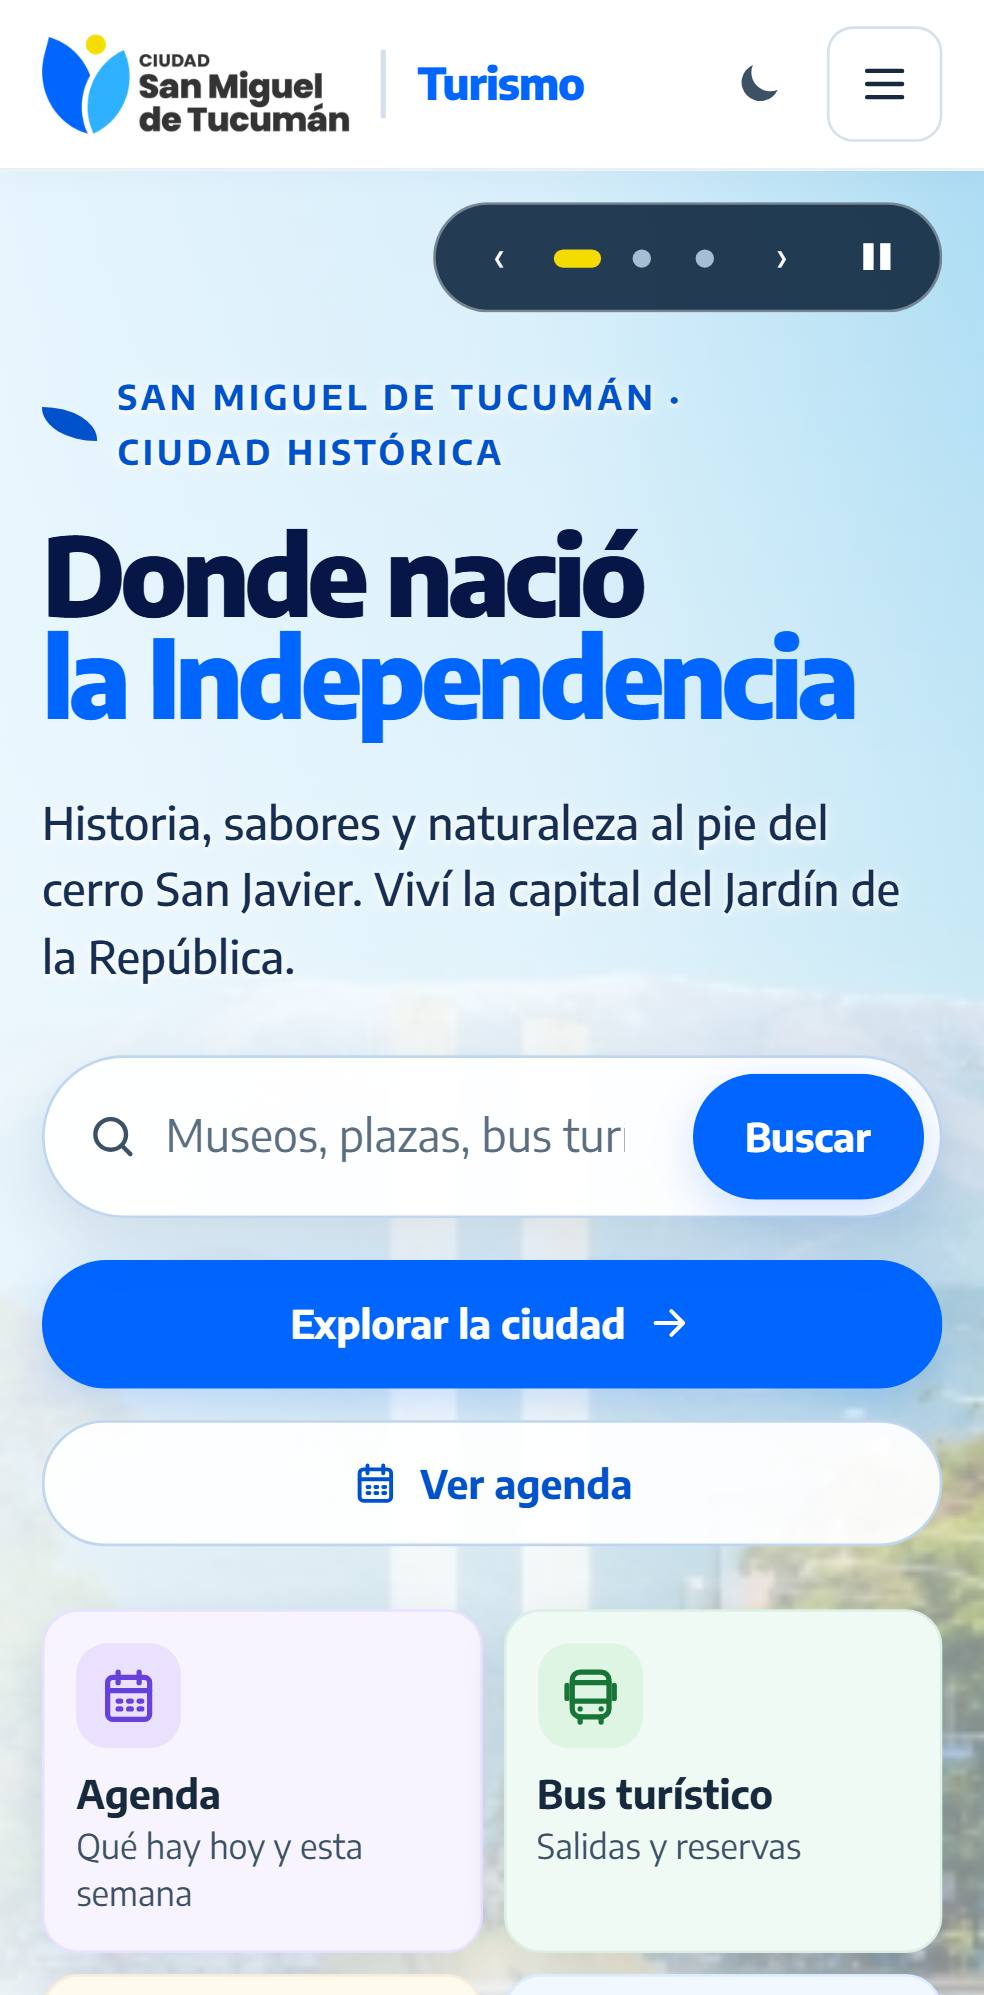 CIUDAD
San Miguel
de Tucumán
Turismo
SAN MIGUEL DE TUCUMÁN ·
CIUDAD HISTÓRICA
Donde nació
la Independencia
Historia, sabores y naturaleza al pie del
cerro San Javier. Viví la capital del Jardín de
la República.
Museos, plazas, bus
Buscar
Explorar la ciudad →
Ver agenda
Agenda
Qué hay hoy y esta
semana
Bus turístico
Salidas y reservas